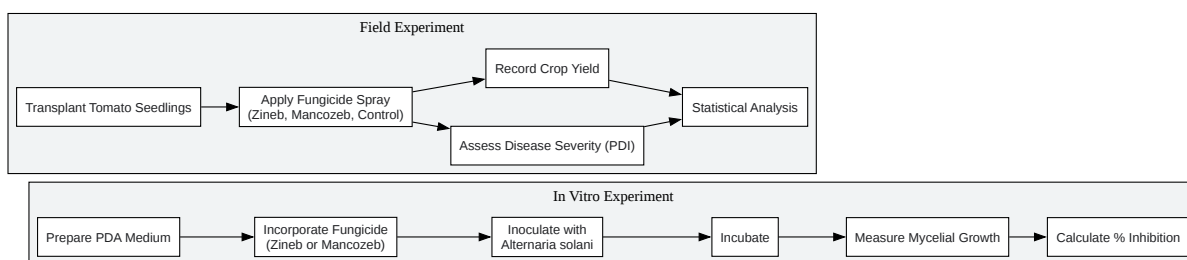 Field Experiment
Transplant Tomato Seedlings
Apply Fungicide Spray
(Zineb, Mancozeb, Control)
Record Crop Yield
Assess Disease Severity (PDI)
Statistical Analysis
In Vitro Experiment
Prepare PDA Medium
Incorporate Fungicide
(Zineb or Mancozeb)
Inoculate with
Alternaria solani
Incubate
Measure Mycelial Growth
Calculate % Inhibition